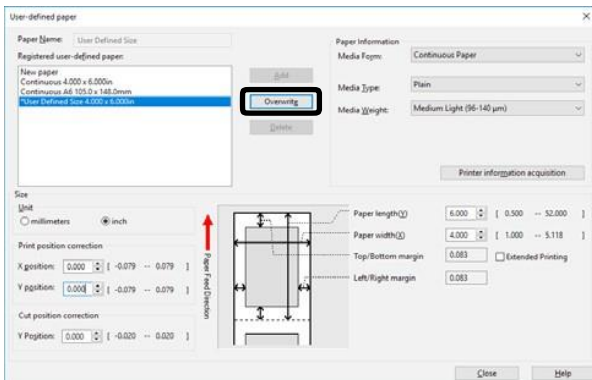 User-defined paper
Paper Name: User Defined Size
Registered user-defined paper:
New paper
Continuous 4.000 x 6.000in
Continuous A6 105.0 x 148.0mm
*User Defined Size 4.000 x 6.000in
Add
Overwrite
Delete
Paper Information
Media Form: Continuous Paper
Media Type: Plain
Media Weight: Medium Light (96-140 µm)
Printer information acquisition
Size
Unit
millimeters inch
Print position correction
X position: 0.000 [ -0.079 -- 0.079 ]
Y position: 0.000 [ -0.079 -- 0.079 ]
Cut position correction
Y Position: 0.000 [ -0.020 -- 0.020 ]
Paper Feed Direction
Paper length(Y) 6.000 [ 0.500 -- 52.000 ]
Paper width(X) 4.000 [ 1.000 -- 5.118 ]
Top/Bottom margin 0.083 Extended Printing
Left/Right margin 0.083
Close Help